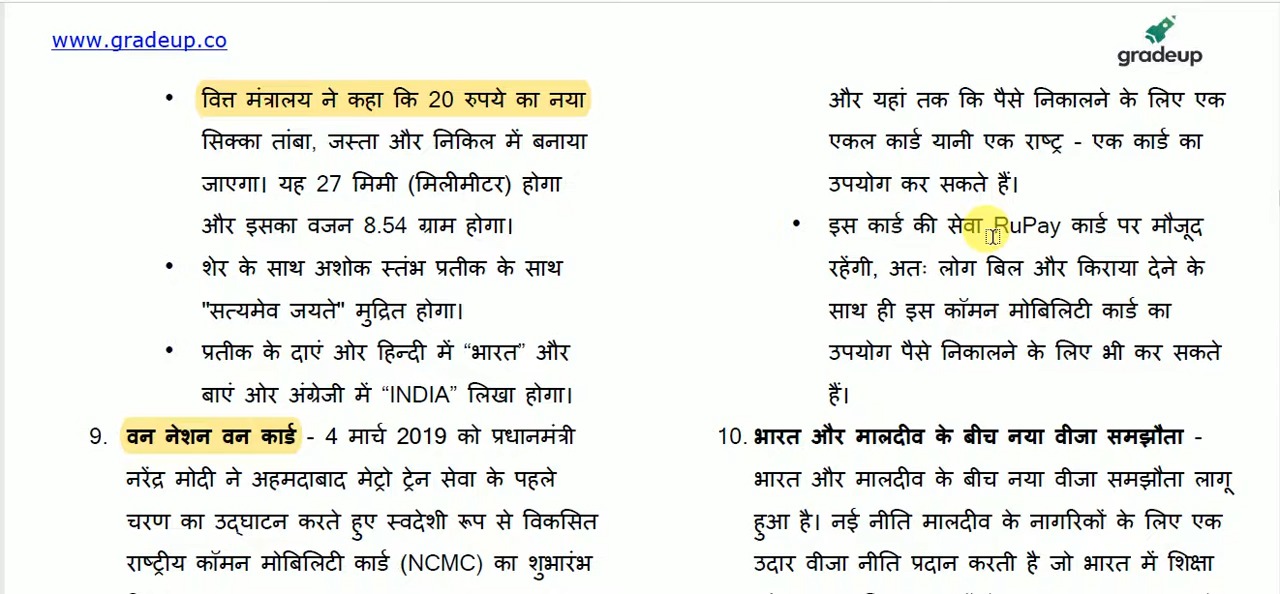 www.gradeup.co
gradeup
• वित्त मंत्रालय ने कहा कि 20 रुपये का नया
सिक्का तांबा, जस्ता और निकिल में बनाया
जाएगा। यह 27 मिमी (मिलीमीटर) होगा
और इसका वजन 8.54 ग्राम होगा।
• शेर के साथ अशोक स्तंभ प्रतीक के साथ
"सत्यमेव जयते" मुद्रित होगा।
• प्रतीक के दाएं ओर हिन्दी में “भारत” और
बाएं ओर अंग्रेजी में “INDIA” लिखा होगा।
9. वन नेशन वन कार्ड - 4 मार्च 2019 को प्रधानमंत्री
नरेंद्र मोदी ने अहमदाबाद मेट्रो ट्रेन सेवा के पहले
चरण का उद्घाटन करते हुए स्वदेशी रूप से विकसित
राष्ट्रीय कॉमन मोबिलिटी कार्ड (NCMC) का शुभारंभ
और यहां तक कि पैसे निकालने के लिए एक
एकल कार्ड यानी एक राष्ट्र - एक कार्ड का
उपयोग कर सकते हैं।
• इस कार्ड की सेवा RuPay कार्ड पर मौजूद
रहेंगी, अतः लोग बिल और किराया देने के
साथ ही इस कॉमन मोबिलिटी कार्ड का
उपयोग पैसे निकालने के लिए भी कर सकते
हैं।
10. भारत और मालदीव के बीच नया वीजा समझौता -
भारत और मालदीव के बीच नया वीजा समझौता लागू
हुआ है। नई नीति मालदीव के नागरिकों के लिए एक
उदार वीजा नीति प्रदान करती है जो भारत में शिक्षा